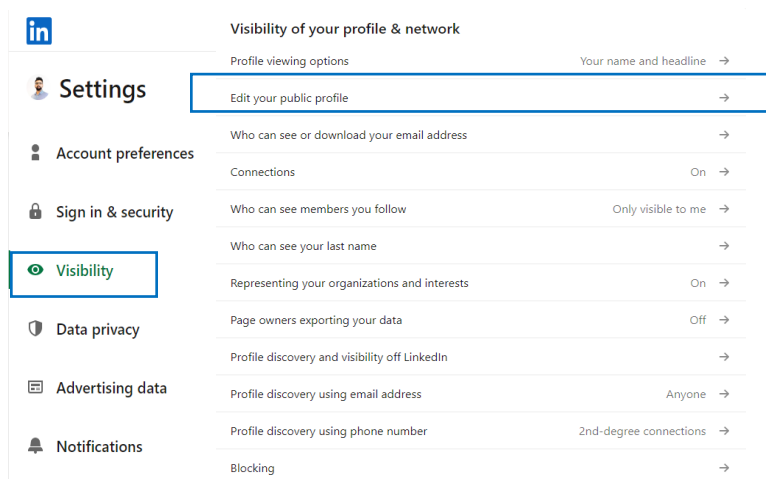 in
Settings
Account preferences
Sign in & security
Visibility
Data privacy
Advertising data
Notifications
Visibility of your profile & network
Profile viewing options Your name and headline
Edit your public profile
Who can see or download your email address
Connections On
Who can see members you follow Only visible to me
Who can see your last name
Representing your organizations and interests On
Page owners exporting your data Off
Profile discovery and visibility off LinkedIn
Profile discovery using email address Anyone
Profile discovery using phone number 2nd-degree connections
Blocking